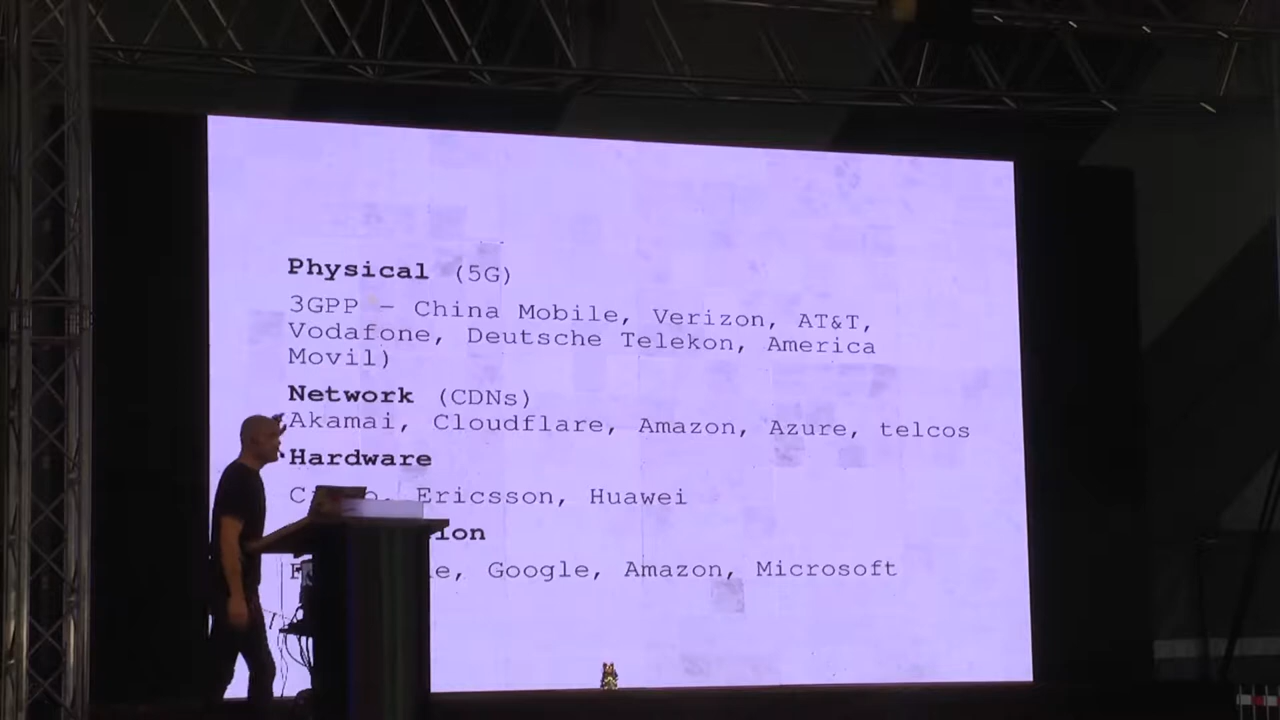 Physical (5G)
3GPP – China Mobile, Verizon, AT&T,
Vodafone, Deutsche Telekon, America
Movil)
Network (CDNs)
Akamai, Cloudflare, Amazon, Azure, telcos
Hardware
Ericsson, Huawei
Google, Amazon, Microsoft